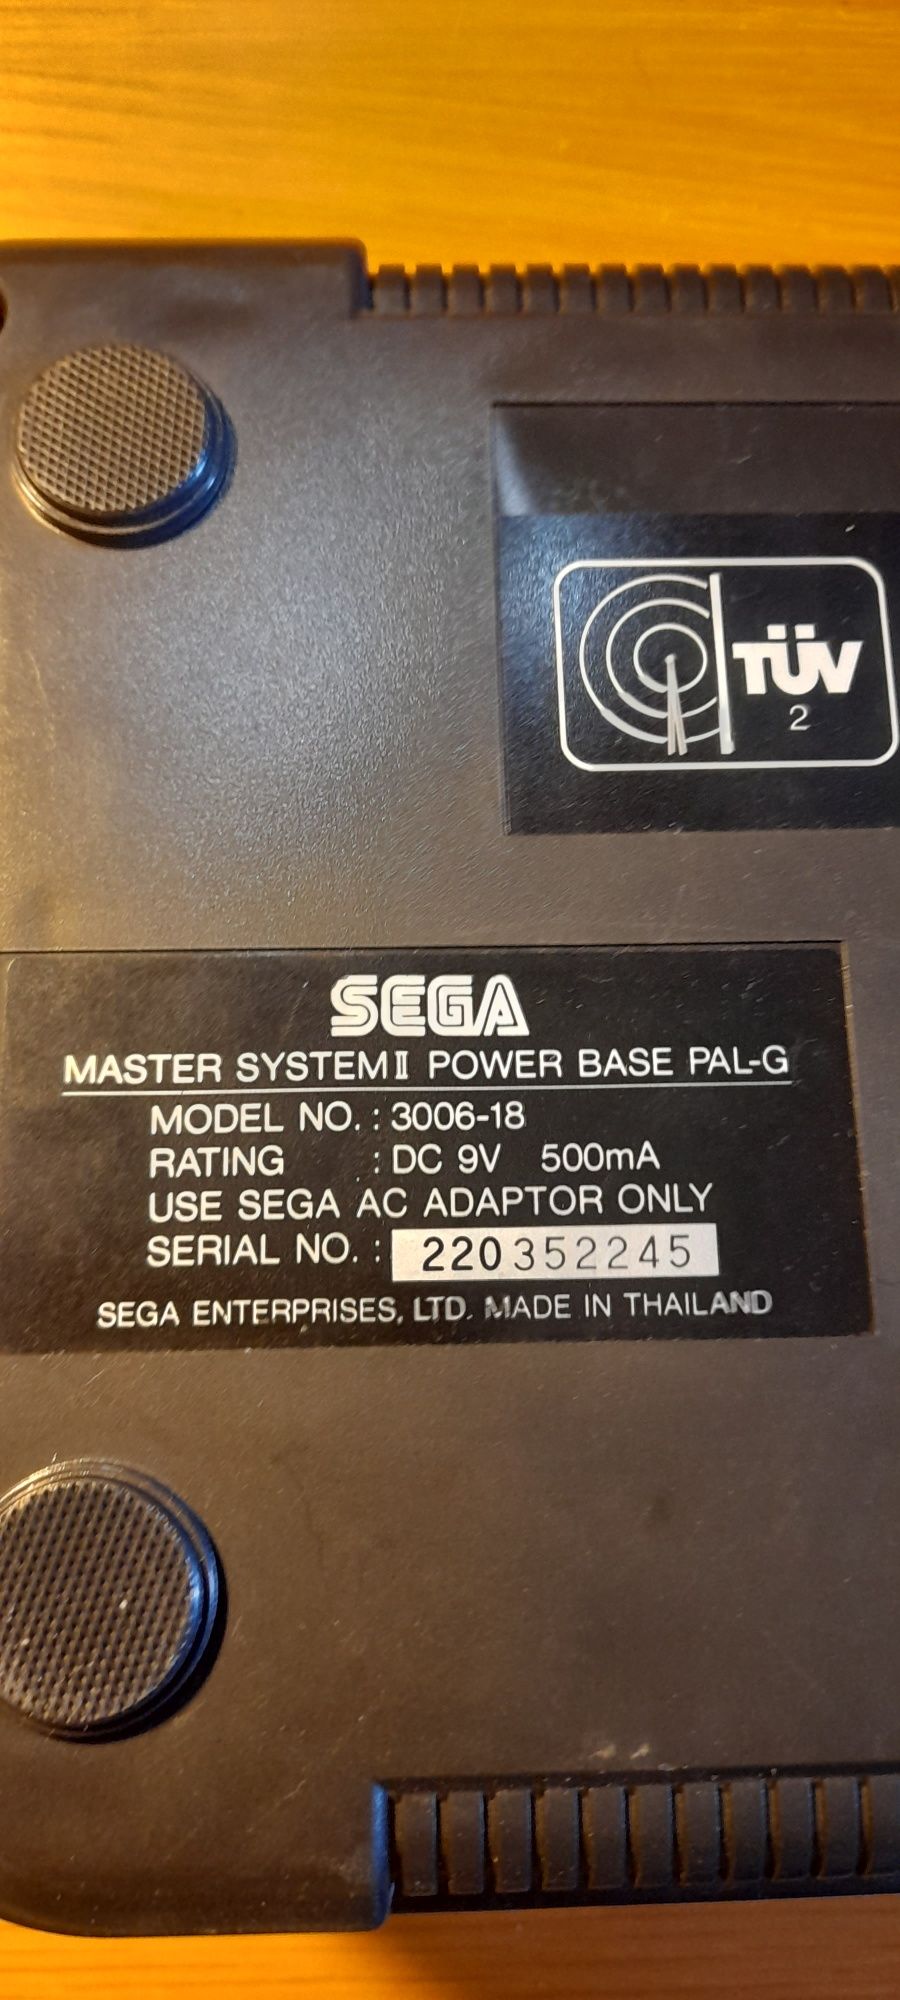 TÜV
2
SEGA
MASTER SYSTEM II POWER BASE PAL-G
MODEL NO. : 3006-18
RATING : DC 9V 500mA
USE SEGA AC ADAPTOR ONLY
SERIAL NO. : 220352245
SEGA ENTERPRISES, LTD. MADE IN THAILAND